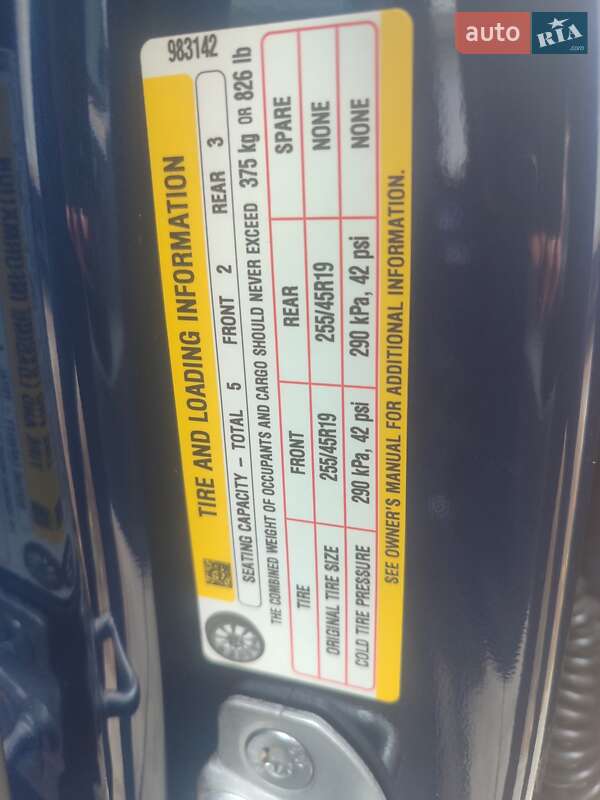 983142
TIRE AND LOADING INFORMATION
SEATING CAPACITY – TOTAL 5 FRONT 2 REAR 3
THE COMBINED WEIGHT OF OCCUPANTS AND CARGO SHOULD NEVER EXCEED 375 kg OR 826 lb
TIRE FRONT REAR SPARE
ORIGINAL TIRE SIZE 255/45R19 255/45R19 NONE
COLD TIRE PRESSURE 290 kPa, 42 psi 290 kPa, 42 psi NONE
SEE OWNER'S MANUAL FOR ADDITIONAL INFORMATION.
auto RIA.com